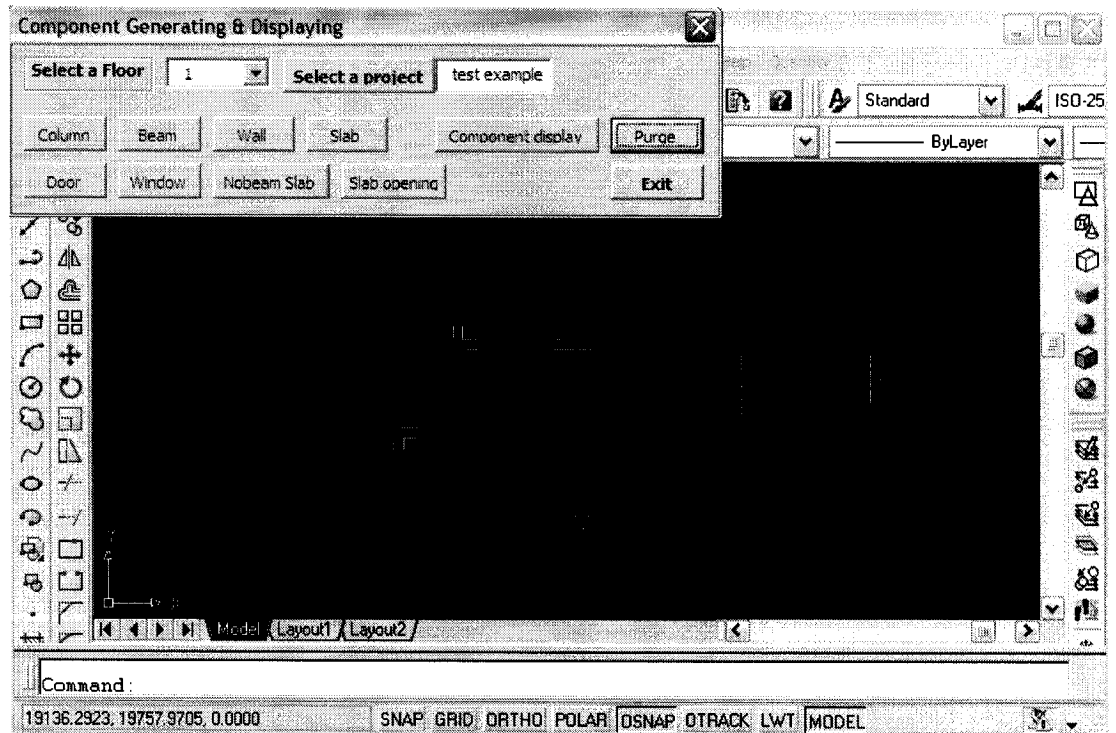 Component Generating & Displaying
Select a Floor 1 Select a project test example
Standard ISO-25
Column Beam Wall Slab Component display Purge
ByLayer
Door Window Nobeam Slab Slab opening Exit
Model Layout1 Layout2
Command:
19136.2923, 19757.9705, 0.0000 SNAP GRID ORTHO POLAR OSNAP OTRACK LWT MODEL